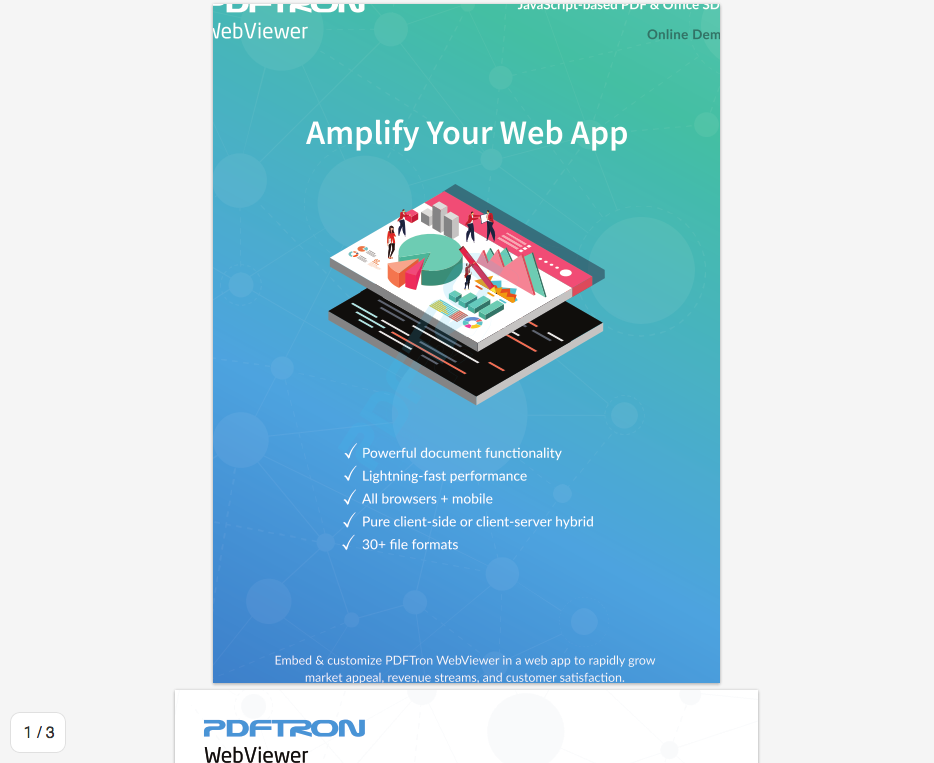 PDFTRON
JavaScript-based PDF & Office SD
WebViewer
Online Dem
Amplify Your Web App
✓ Powerful document functionality
✓ Lightning-fast performance
✓ All browsers + mobile
✓ Pure client-side or client-server hybrid
✓ 30+ file formats
Embed & customize PDFTron WebViewer in a web app to rapidly grow
market appeal, revenue streams, and customer satisfaction.
PDFTRON
WebViewer
1 / 3